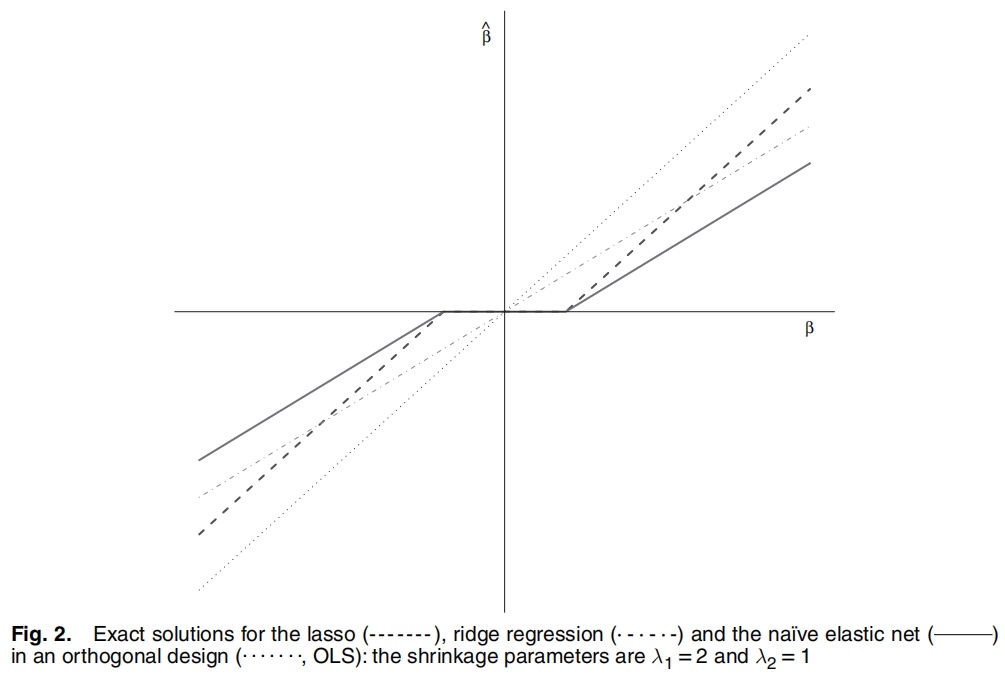 β̂
β
Fig. 2. Exact solutions for the lasso (-------), ridge regression (· - · - · -) and the naïve elastic net (———)
in an orthogonal design (· · · · · · ·, OLS): the shrinkage parameters are λ₁ = 2 and λ₂ = 1